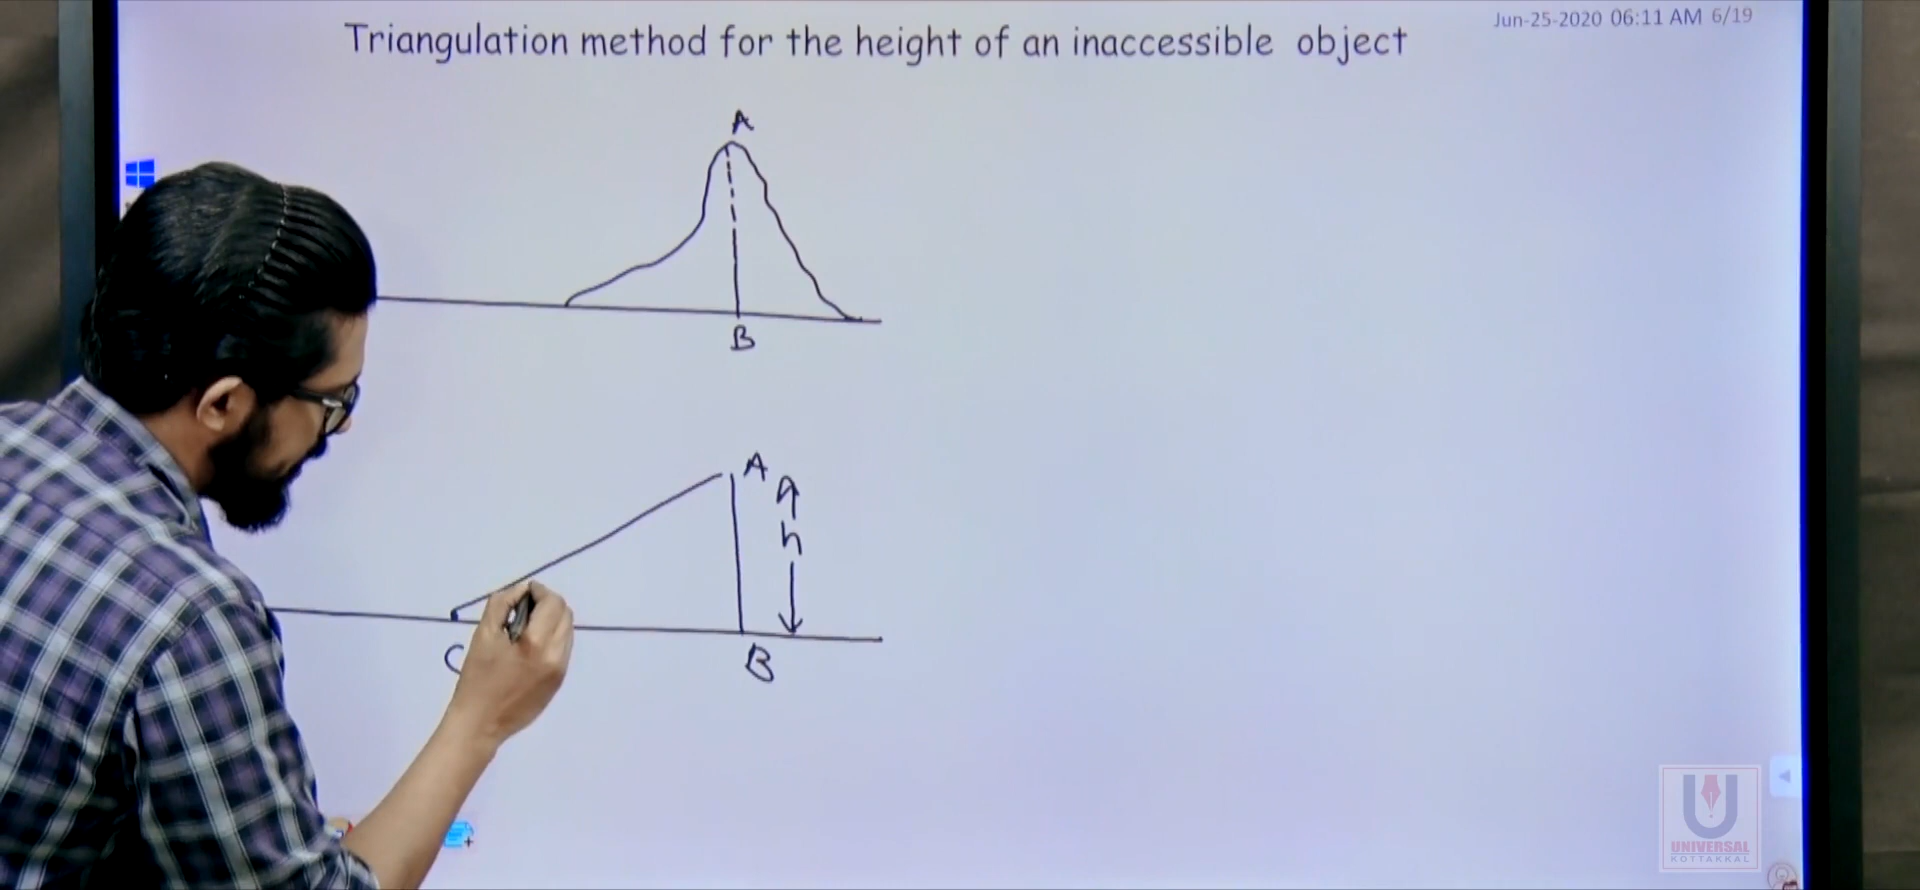 Jun-25-2020 06:11 AM 6/19
Triangulation method for the height of an inaccessible object
A
B
A
h
C
B
U
UNIVERSAL
KOTTAKKAL